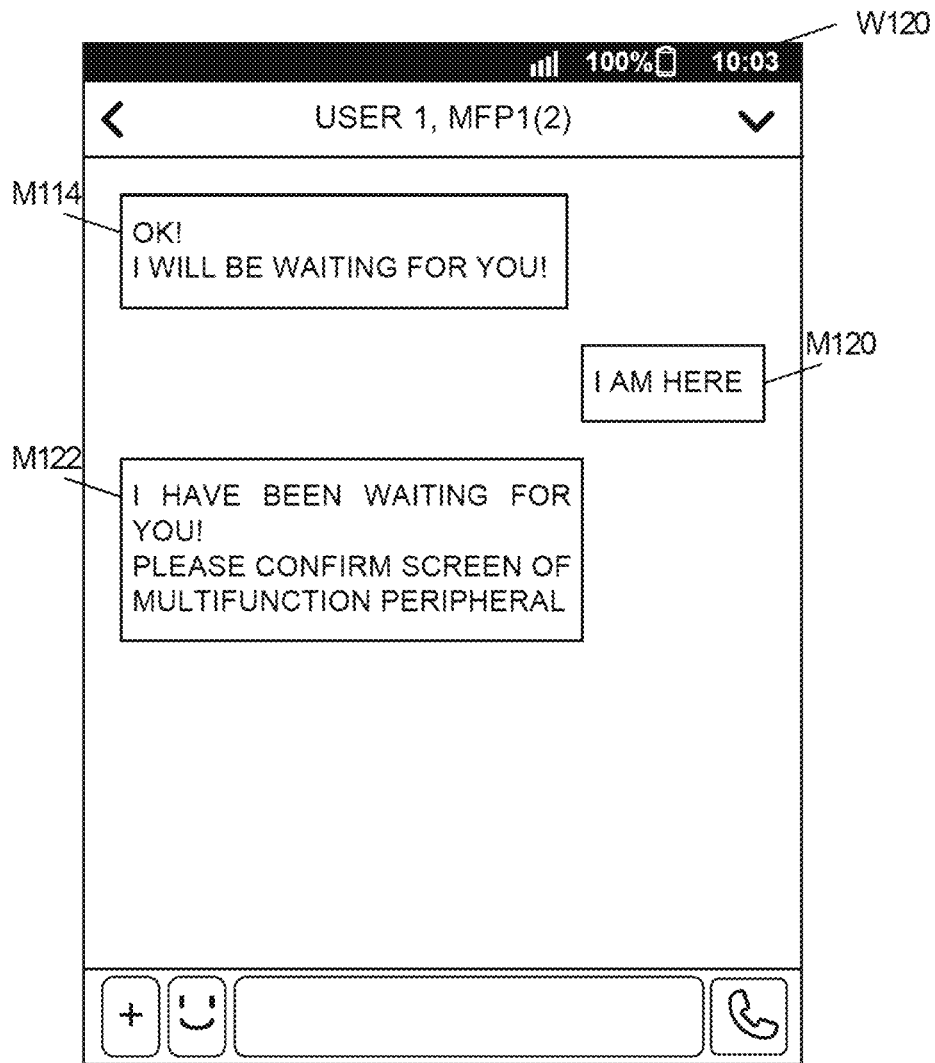 W120
100% 10:03
USER 1, MFP1(2)
M114
OK!
I WILL BE WAITING FOR YOU!
M120
I AM HERE
M122
I HAVE BEEN WAITING FOR
YOU!
PLEASE CONFIRM SCREEN OF
MULTIFUNCTION PERIPHERAL
+